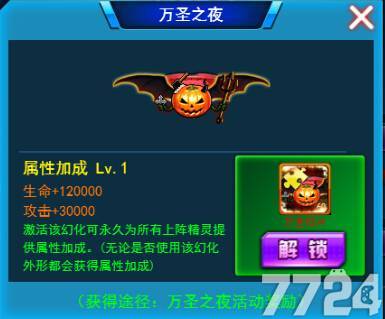 万圣之夜
属性加成 Lv.1
生命+120000
攻击+30000
激活该幻化可永久为所有上阵精灵提
供属性加成。(无论是否使用该幻化
外形都会获得属性加成)
解锁
(获得途径：万圣之夜活动奖励)
7724